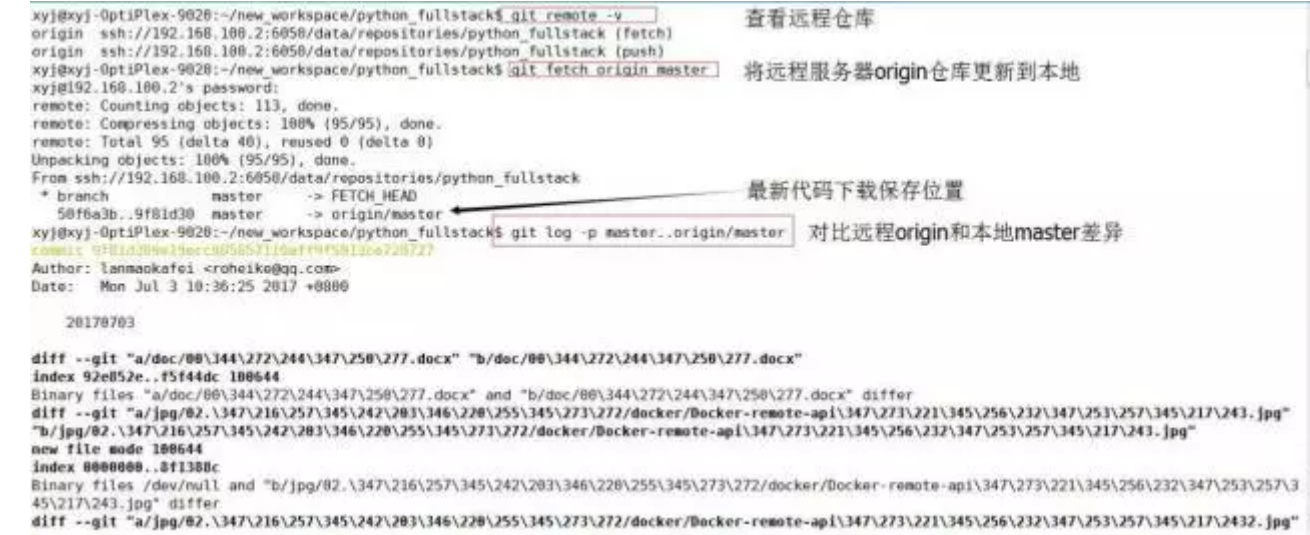 xyj@xyj-OptiPlex-9020:~/new_workspace/python_fullstack$ git remote -v 查看远程仓库
origin ssh://192.168.100.2:6050/data/repositories/python_fullstack (fetch)
origin ssh://192.168.100.2:6050/data/repositories/python_fullstack (push)
xyj@xyj-OptiPlex-9020:~/new_workspace/python_fullstack$ git fetch origin master 将远程服务器origin仓库更新到本地
xyj@192.168.100.2's password:
remote: Counting objects: 113, done.
remote: Compressing objects: 100% (95/95), done.
remote: Total 95 (delta 40), reused 0 (delta 0)
Unpacking objects: 100% (95/95), done.
From ssh://192.168.100.2:6050/data/repositories/python_fullstack
* branch master -> FETCH_HEAD 最新代码下载保存位置
50f6a3b..9f81d30 master -> origin/master
xyj@xyj-OptiPlex-9020:~/new_workspace/python_fullstack$ git log -p master..origin/master 对比远程origin和本地master差异
commit
Author: lanmaokafei <roheiko@qq.com>
Date: Mon Jul 3 10:36:25 2017 +0800
20170703
diff --git "a/doc/00\344\272\244\347\250\277.docx" "b/doc/00\344\272\244\347\250\277.docx"
index 92e852e..f5f44dc 100644
Binary files "a/doc/00\344\272\244\347\250\277.docx" and "b/doc/00\344\272\244\347\250\277.docx" differ
diff --git "a/jpg/02.\347\216\257\345\242\203\346\220\255\345\273\272/docker/Docker-remote-api\347\273\221\345\256\232\347\253\257\345\217\243.jpg"
"b/jpg/02.\347\216\257\345\242\203\346\220\255\345\273\272/docker/Docker-remote-api\347\273\221\345\256\232\347\253\257\345\217\243.jpg"
new file mode 100644
index 0000000..8f1388c
Binary files /dev/null and "b/jpg/02.\347\216\257\345\242\203\346\220\255\345\273\272/docker/Docker-remote-api\347\273\221\345\256\232\347\253\257\3
45\217\243.jpg" differ
diff --git "a/jpg/02.\347\216\257\345\242\203\346\220\255\345\273\272/docker/Docker-remote-api\347\273\221\345\256\232\347\253\257\345\217\2432.jpg"